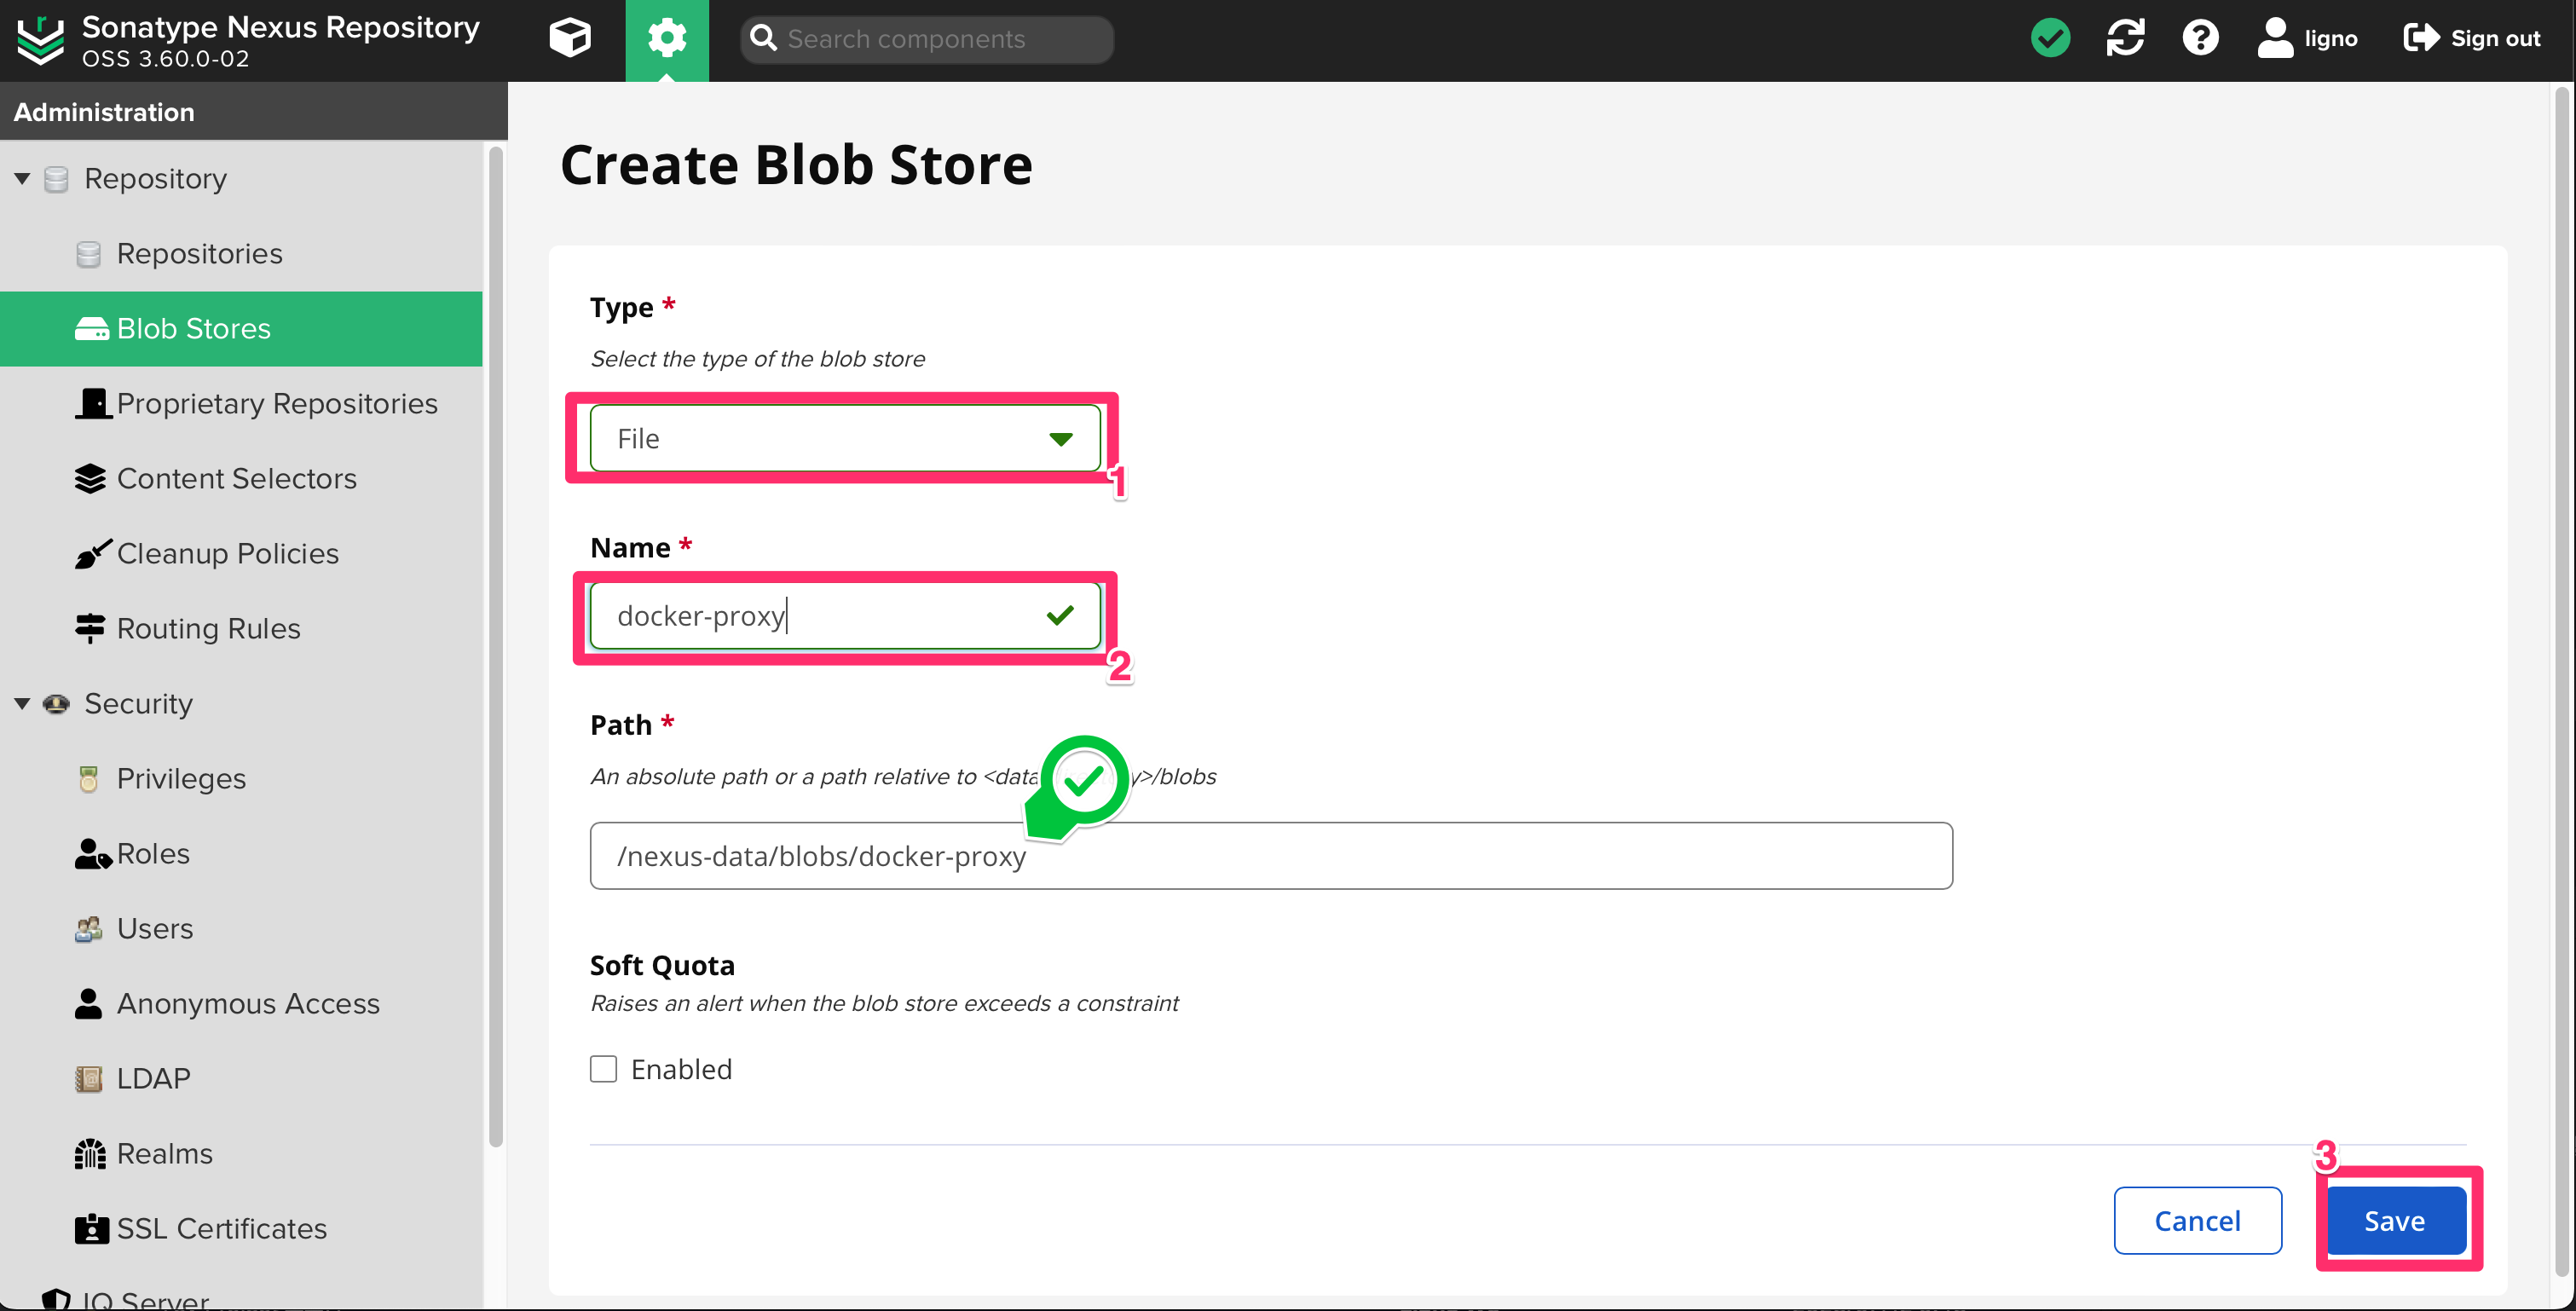 Sonatype Nexus Repository
OSS 3.60.0-02
Search components
ligno
Sign out
Administration
Repository
Repositories
Blob Stores
Proprietary Repositories
Content Selectors
Cleanup Policies
Routing Rules
Security
Privileges
Roles
Users
Anonymous Access
LDAP
Realms
SSL Certificates
IQ Server
Create Blob Store
Type *
Select the type of the blob store
File
1
Name *
docker-proxy
2
Path *
An absolute path or a path relative to <data y>/blobs
/nexus-data/blobs/docker-proxy
Soft Quota
Raises an alert when the blob store exceeds a constraint
Enabled
3
Cancel
Save